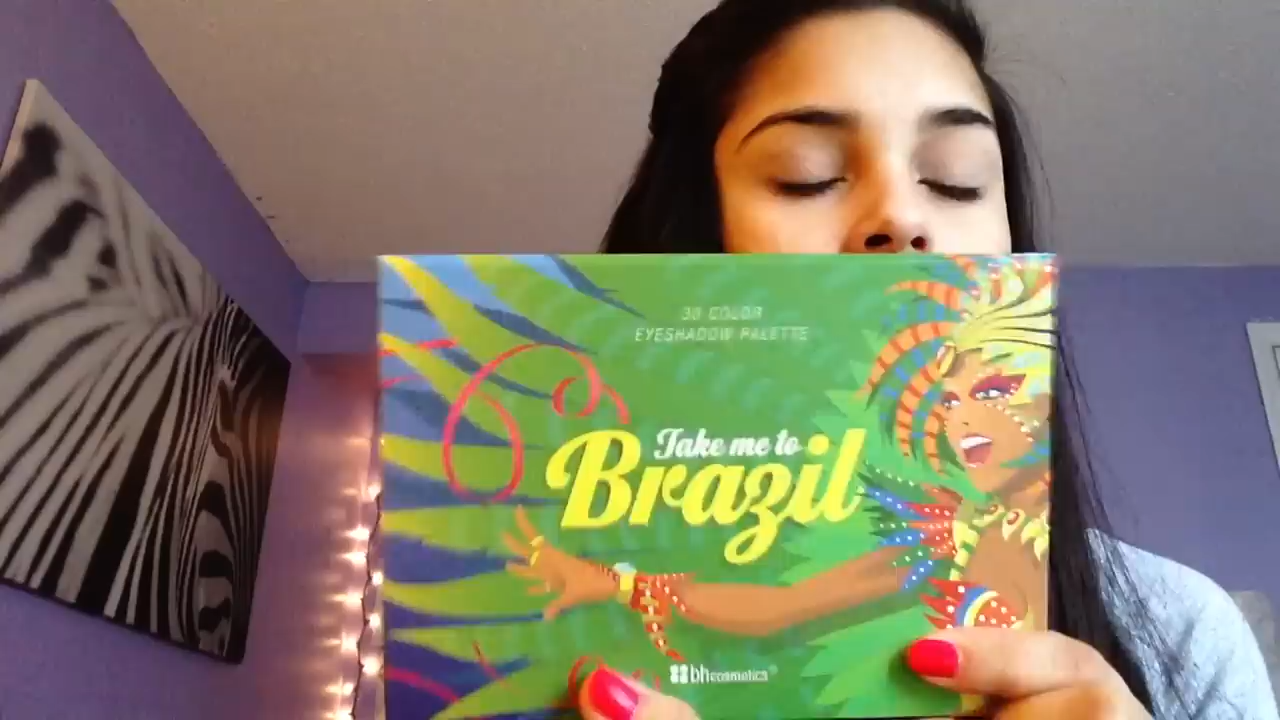 30 COLOR
EYESHADOW PALETTE
Take me to
Brazil
bhcosmetics®